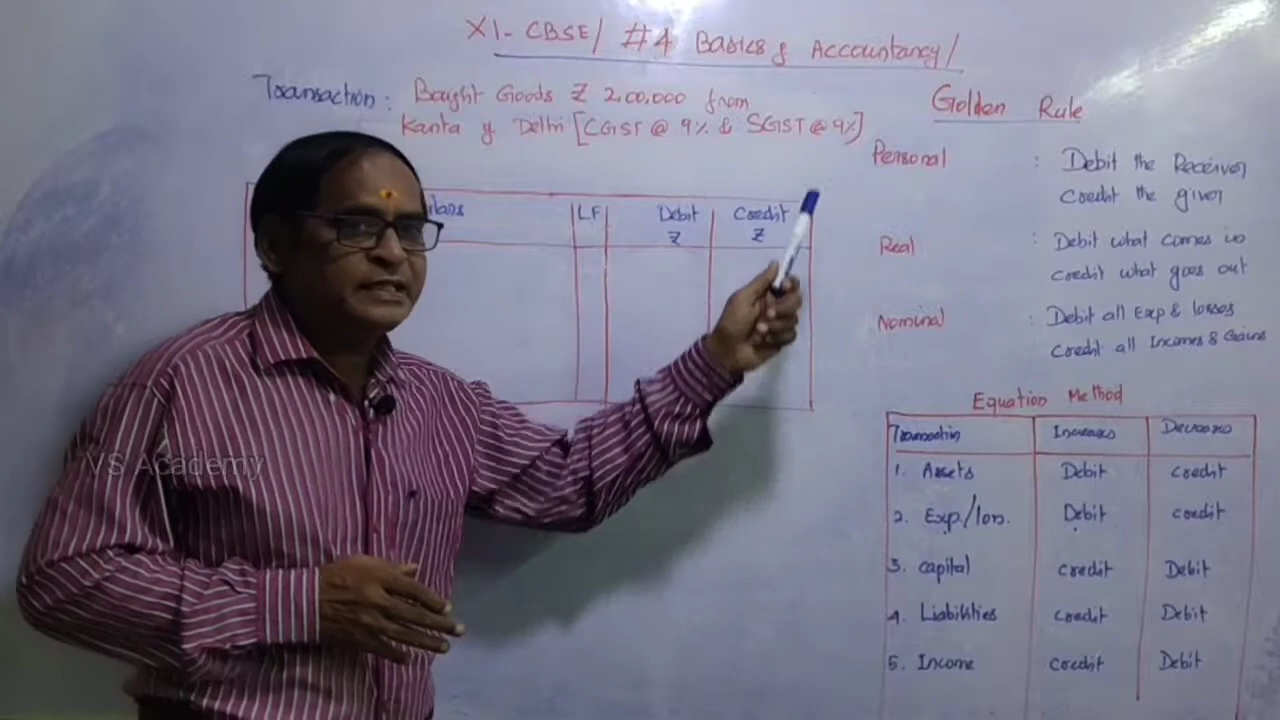 XI- CBSE/ #4 Basics of Accountancy/
Transaction: Bought Goods ₹ 2,00,000 from
Kanta of Delhi [CGST @ 9% & SGST @ 9%]
LF Debit ₹ Credit ₹
Golden Rule
Personal : Debit the Receiver
Credit the giver
Real : Debit what comes in
Credit what goes out
Nominal : Debit all Exp & losses
Credit all Incomes & Gains
Equation Method
Transaction Increases Decreases
1. Assets Debit Credit
2. Exp./loss. Debit Credit
3. Capital Credit Debit
4. Liabilities Credit Debit
5. Income Credit Debit
VS Academy